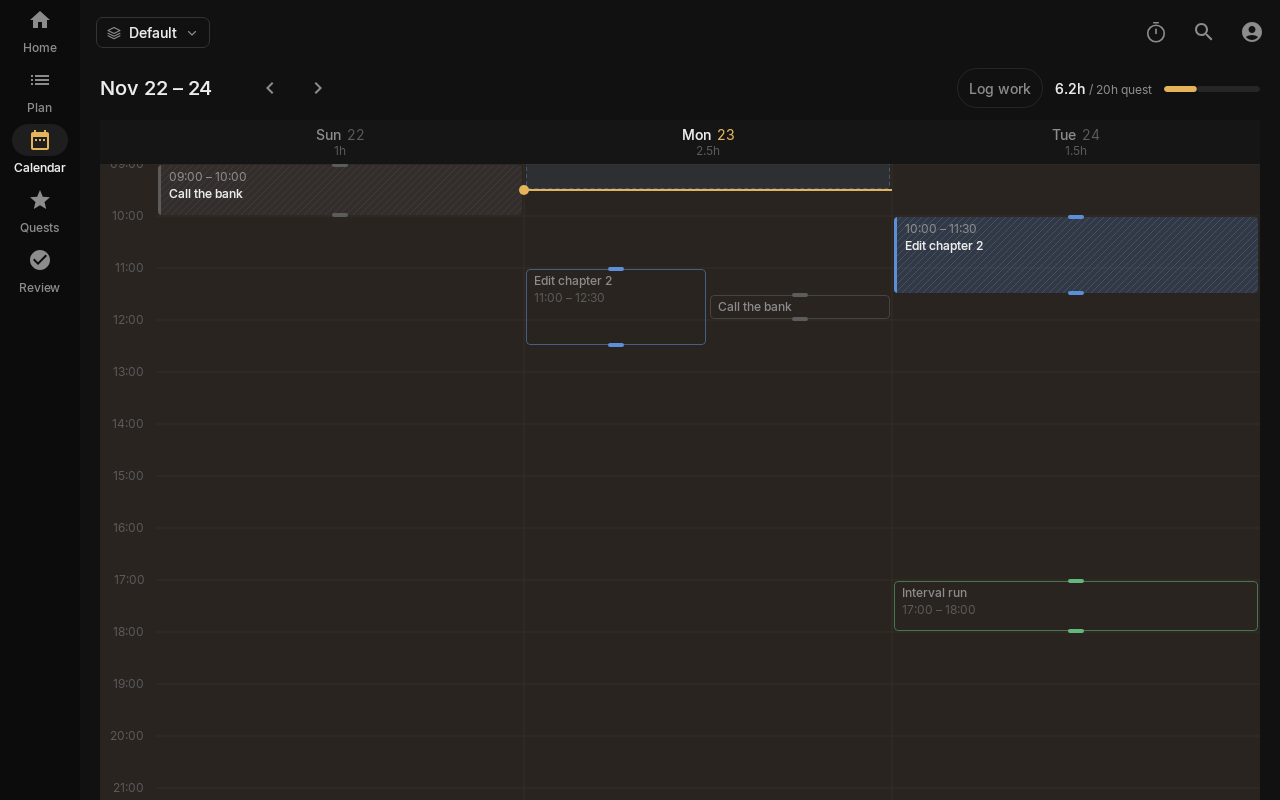 Home
Plan
Calendar
Quests
Review
Default
Nov 22 – 24
Log work
6.2h / 20h quest
Sun 22
1h
Mon 23
2.5h
Tue 24
1.5h
09:00
10:00
11:00
12:00
13:00
14:00
15:00
16:00
17:00
18:00
19:00
20:00
21:00
09:00 – 10:00
Call the bank
Edit chapter 2
11:00 – 12:30
Call the bank
10:00 – 11:30
Edit chapter 2
Interval run
17:00 – 18:00